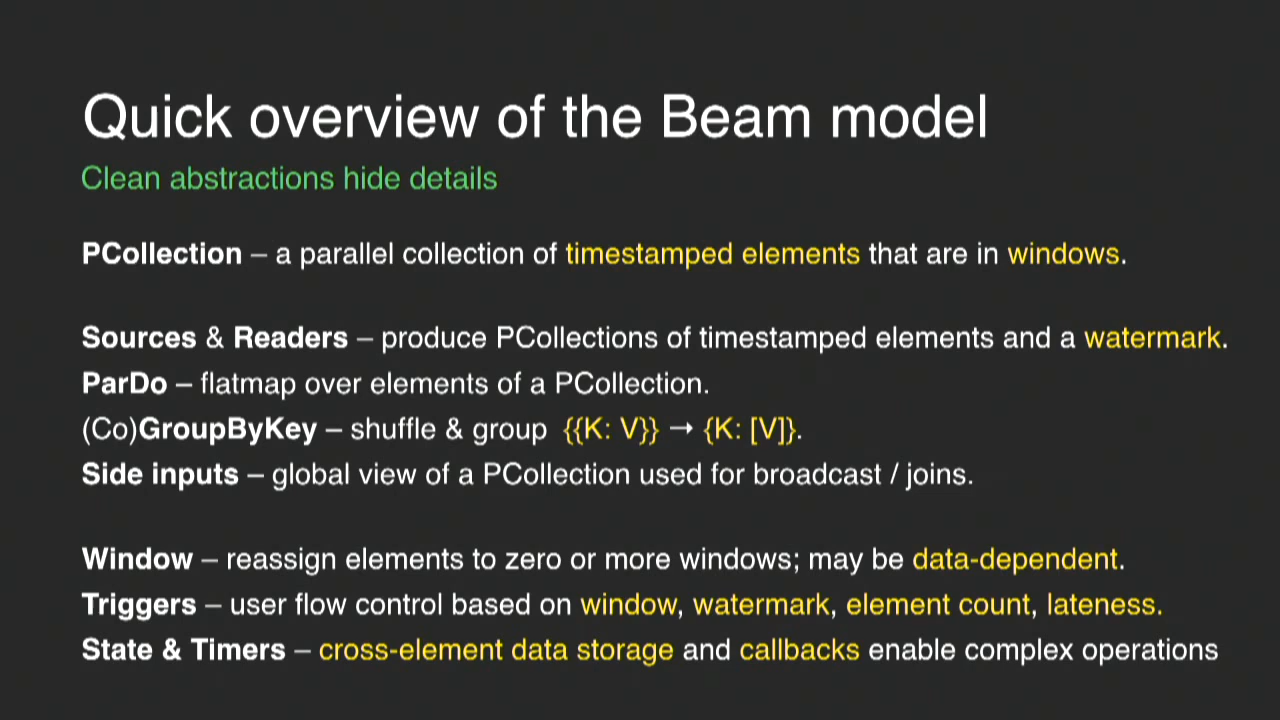 Quick overview of the Beam model
Clean abstractions hide details
PCollection – a parallel collection of timestamped elements that are in windows.
Sources & Readers – produce PCollections of timestamped elements and a watermark.
ParDo – flatmap over elements of a PCollection.
(Co)GroupByKey – shuffle & group {{K: V}} → {K: [V]}.
Side inputs – global view of a PCollection used for broadcast / joins.
Window – reassign elements to zero or more windows; may be data-dependent.
Triggers – user flow control based on window, watermark, element count, lateness.
State & Timers – cross-element data storage and callbacks enable complex operations